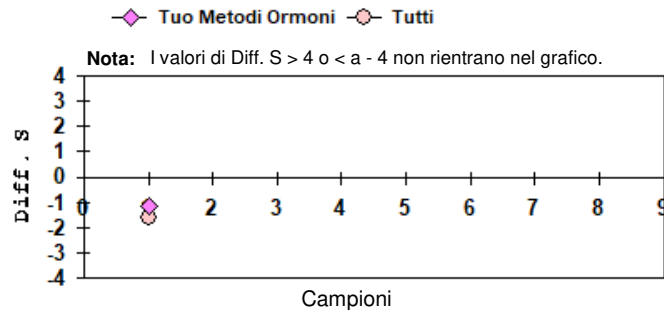 Tuo Metodi Ormoni Tutti
Nota: I valori di Diff. S > 4 o < a - 4 non rientrano nel grafico.
4
3
2
1
0
-1
-2
-3
-4
0 2 3 4 5 6 7 8 9
Diff. S
Campioni